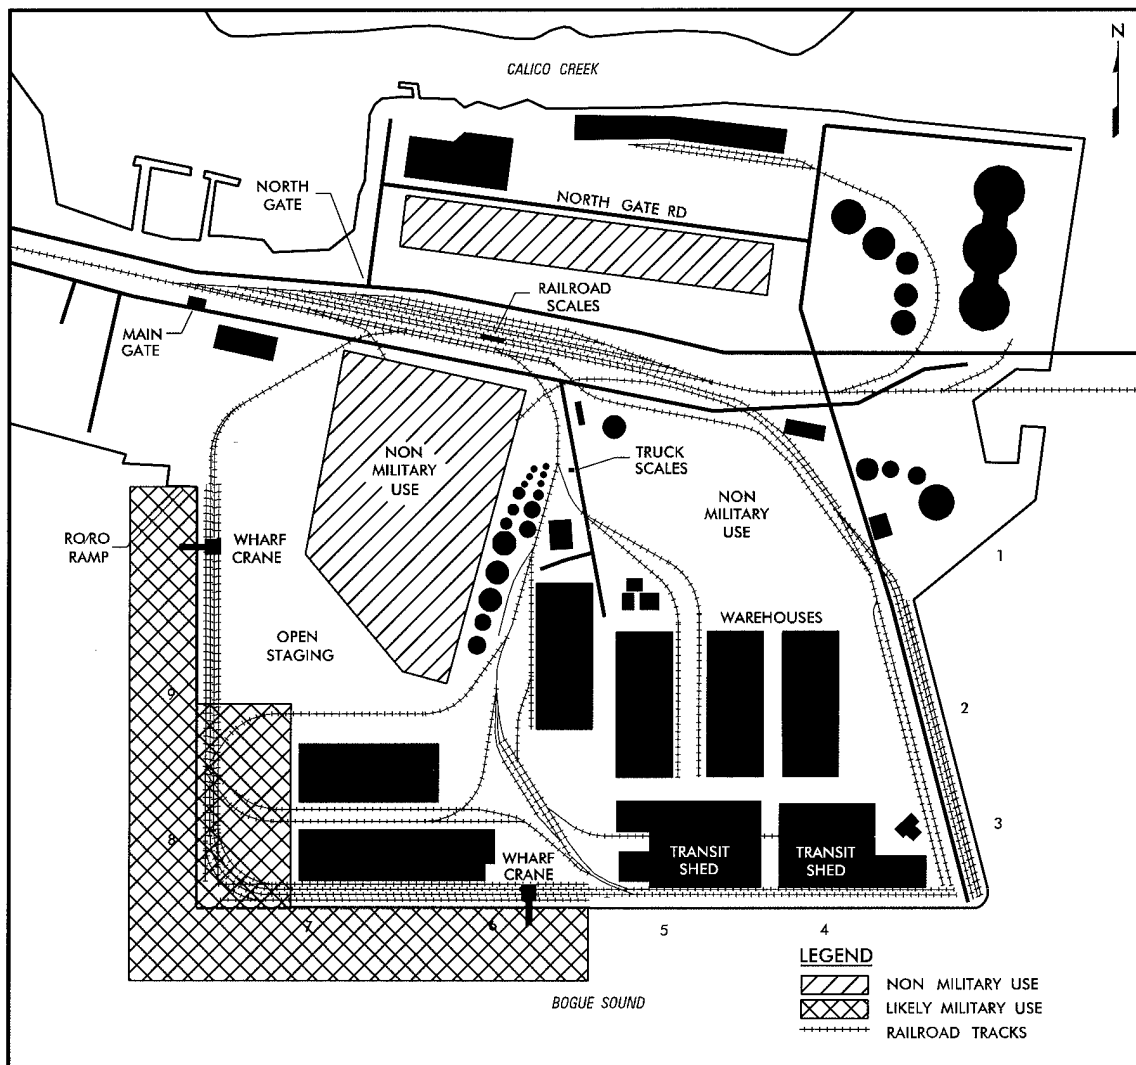 N
CALICO CREEK
NORTH
GATE
NORTH GATE RD
RAILROAD
SCALES
MAIN
GATE
NON
MILITARY
USE
TRUCK
SCALES
NON
MILITARY
USE
RO/RO
RAMP
WHARF
CRANE
1
OPEN
STAGING
WAREHOUSES
9
2
8
3
WHARF
CRANE
TRANSIT
SHED
TRANSIT
SHED
7
6
5
4
LEGEND
NON MILITARY USE
LIKELY MILITARY USE
RAILROAD TRACKS
BOGUE SOUND